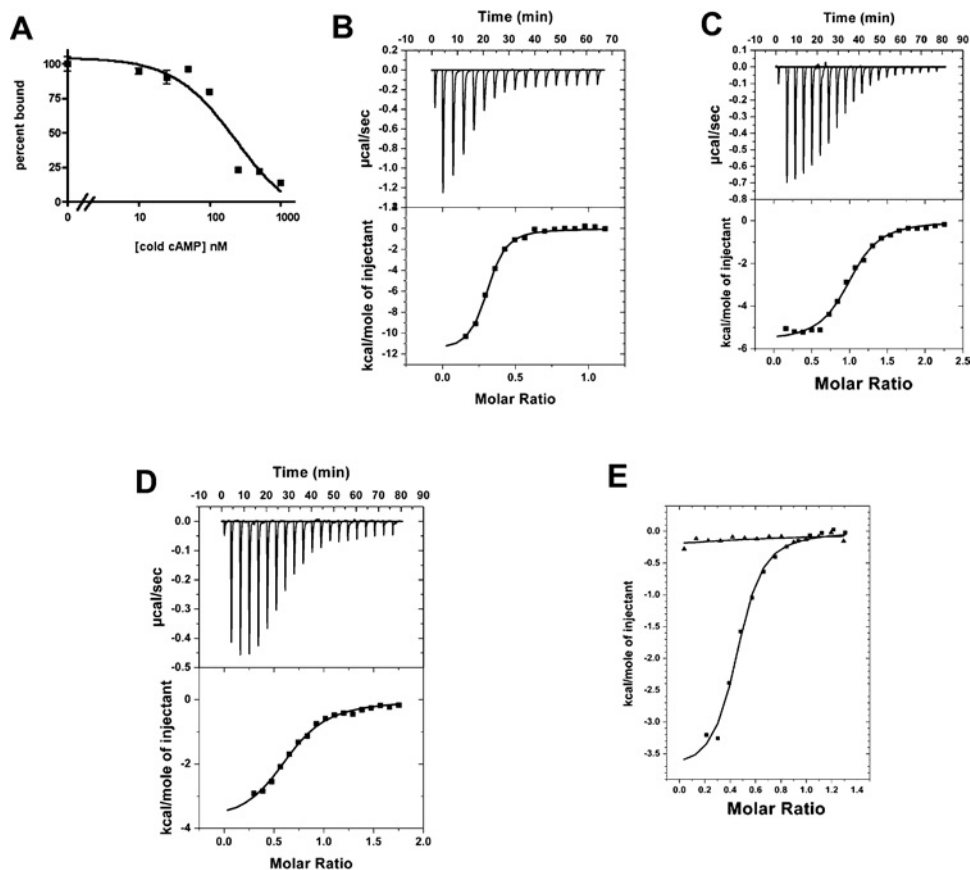 A
percent bound
100
75
50
25
0
0 10 100 1000
[cold cAMP] nM
B
Time (min)
-10 0 10 20 30 40 50 60 70
µcal/sec
0.2
0.0
-0.2
-0.4
-0.6
-0.8
-1.0
-1.2
kcal/mole of injectant
0
-2
-4
-6
-8
-10
-12
0.0 0.5 1.0
Molar Ratio
C
Time (min)
-10 0 10 20 30 40 50 60 70 80 90
µcal/sec
0.1
0.0
-0.1
-0.2
-0.3
-0.4
-0.5
-0.6
-0.7
-0.8
kcal/mole of injectant
0
-2
-4
-6
0.0 0.5 1.0 1.5 2.0 2.5
Molar Ratio
D
Time (min)
-10 0 10 20 30 40 50 60 70 80 90
µcal/sec
0.0
-0.1
-0.2
-0.3
-0.4
-0.5
kcal/mole of injectant
0
-2
-4
0.0 0.5 1.0 1.5 2.0
Molar Ratio
E
kcal/mole of injectant
0.0
-0.5
-1.0
-1.5
-2.0
-2.5
-3.0
-3.5
0.0 0.2 0.4 0.6 0.8 1.0 1.2 1.4
Molar Ratio